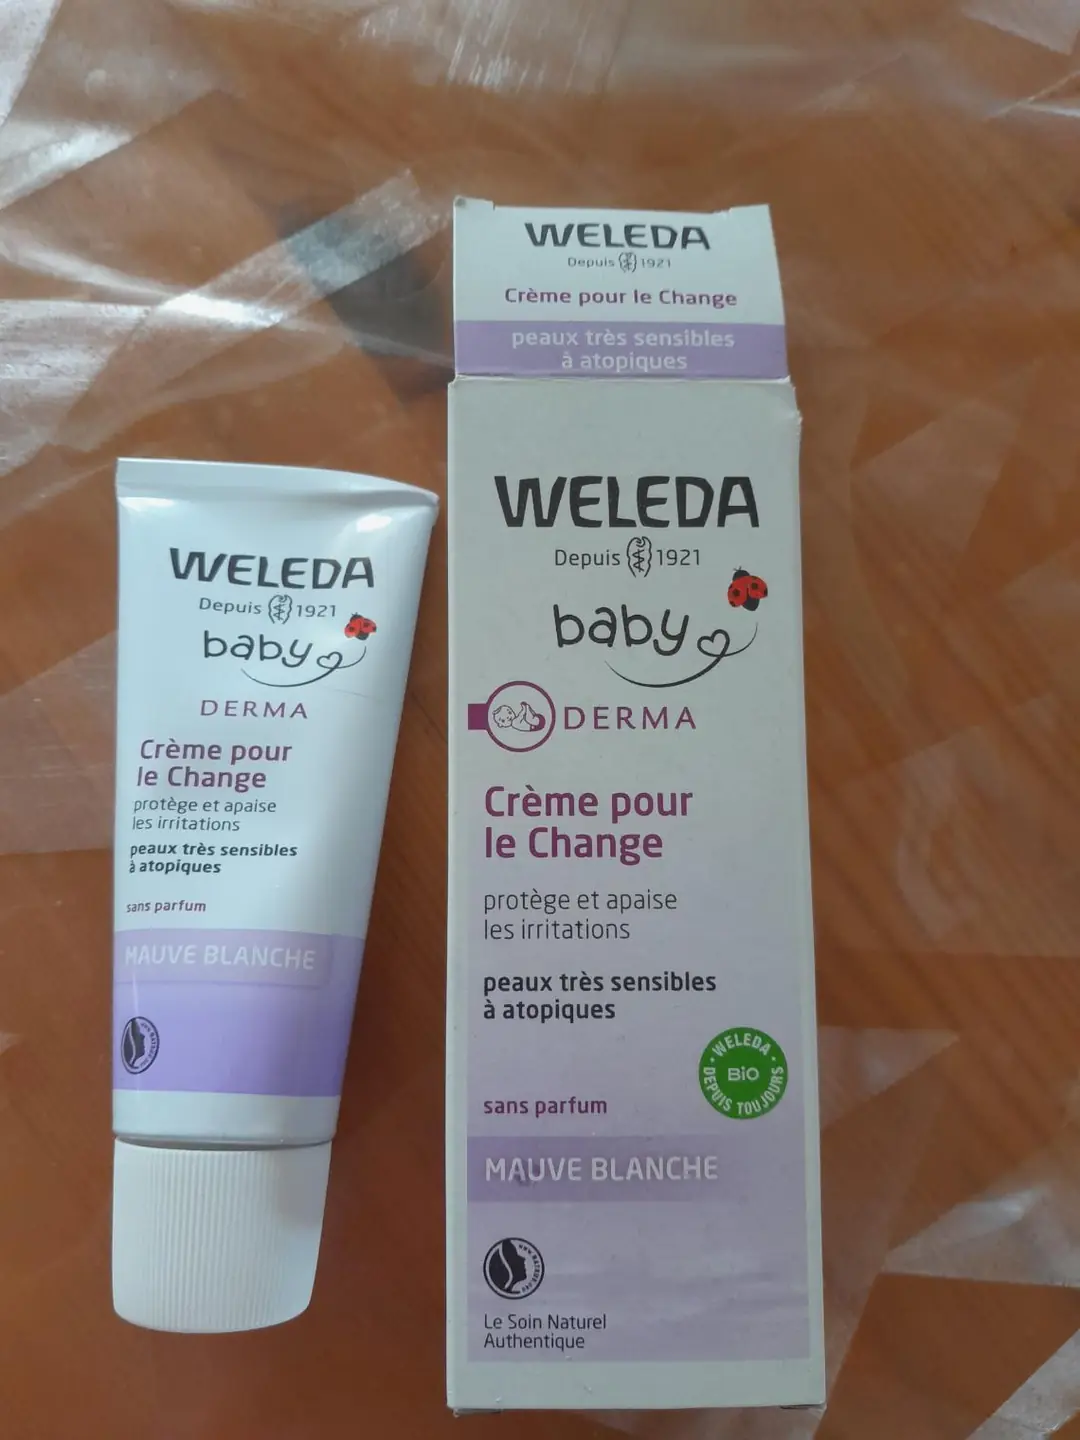 WELEDA
Depuis 1921
Crème pour le Change
peaux très sensibles
à atopiques
WELEDA
Depuis 1921
baby
DERMA
Crème pour
le Change
protège et apaise
les irritations
peaux très sensibles
à atopiques
sans parfum
WELEDA
BIO
DEPUIS TOUJOURS
MAUVE BLANCHE
Le Soin Naturel
Authentique
WELEDA
Depuis 1921
baby
DERMA
Crème pour
le Change
protège et apaise
les irritations
peaux très sensibles
à atopiques
sans parfum
MAUVE BLANCHE